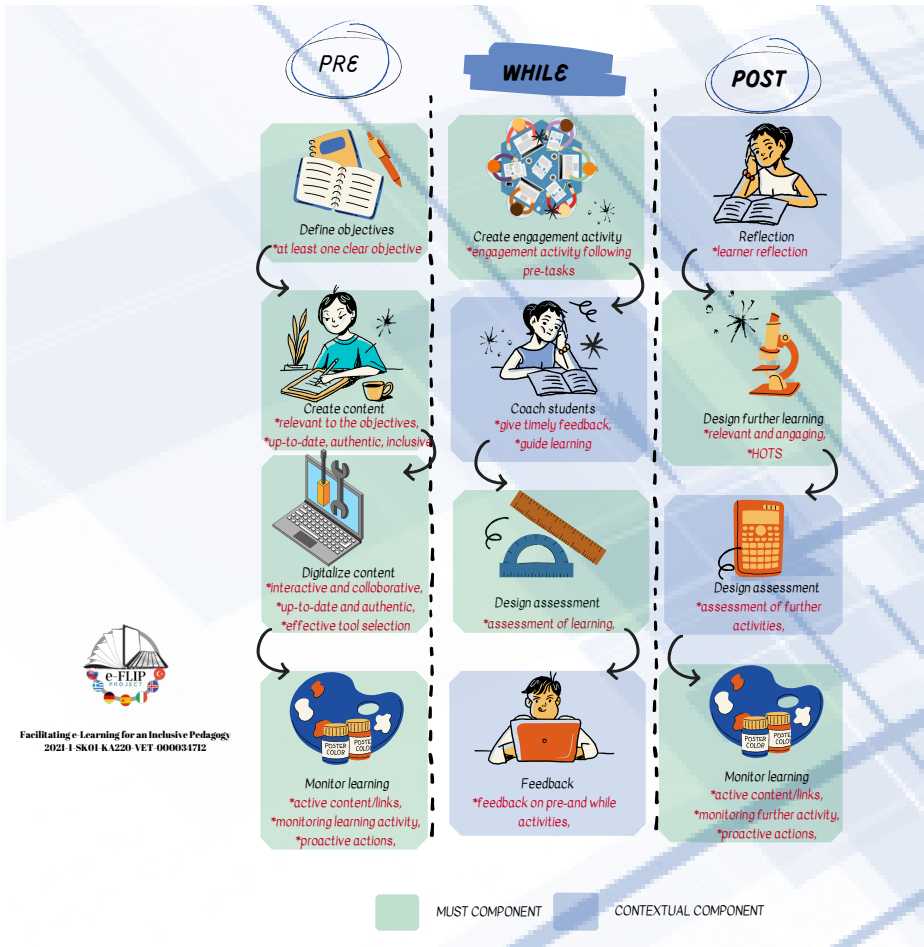 PRE
Define objectives
*at least one clear objective
Create content
*relevant to the objectives,
*up-to-date, authentic, inclusive
Digitalize content
*interactive and colloborative,
*up-to-date and authentic,
*effective tool selection
POSTER
COLOR
POSTER
COLO
Monitor learning
*active content/links,
*monitoring learning activity,
*proactive actions,
WHILE
Create engagement activity
*engagement activity following
pre-tasks
Coach students
*give timely feedback,
*guide learning
Design assessment
*assessment of learning,
Feedback
*feedback on pre-and while
activities,
POST
Reflection
*learner reflection
Design further learning
*relevant and angaging,
*HOTS
Design assessment
*assessment of further
activities,
POSTER
COLOR
POSTER
COLO
Monitor learning
*active content/links,
*monitoring further activity,
*proactive actions,
e-FLIP
PROJECT
Facilitating e-Learning for an Inclusive Pedagogy
2021-1-SK01-KA220-VET-000034712
MUST COMPONENT
CONTEXTUAL COMPONENT